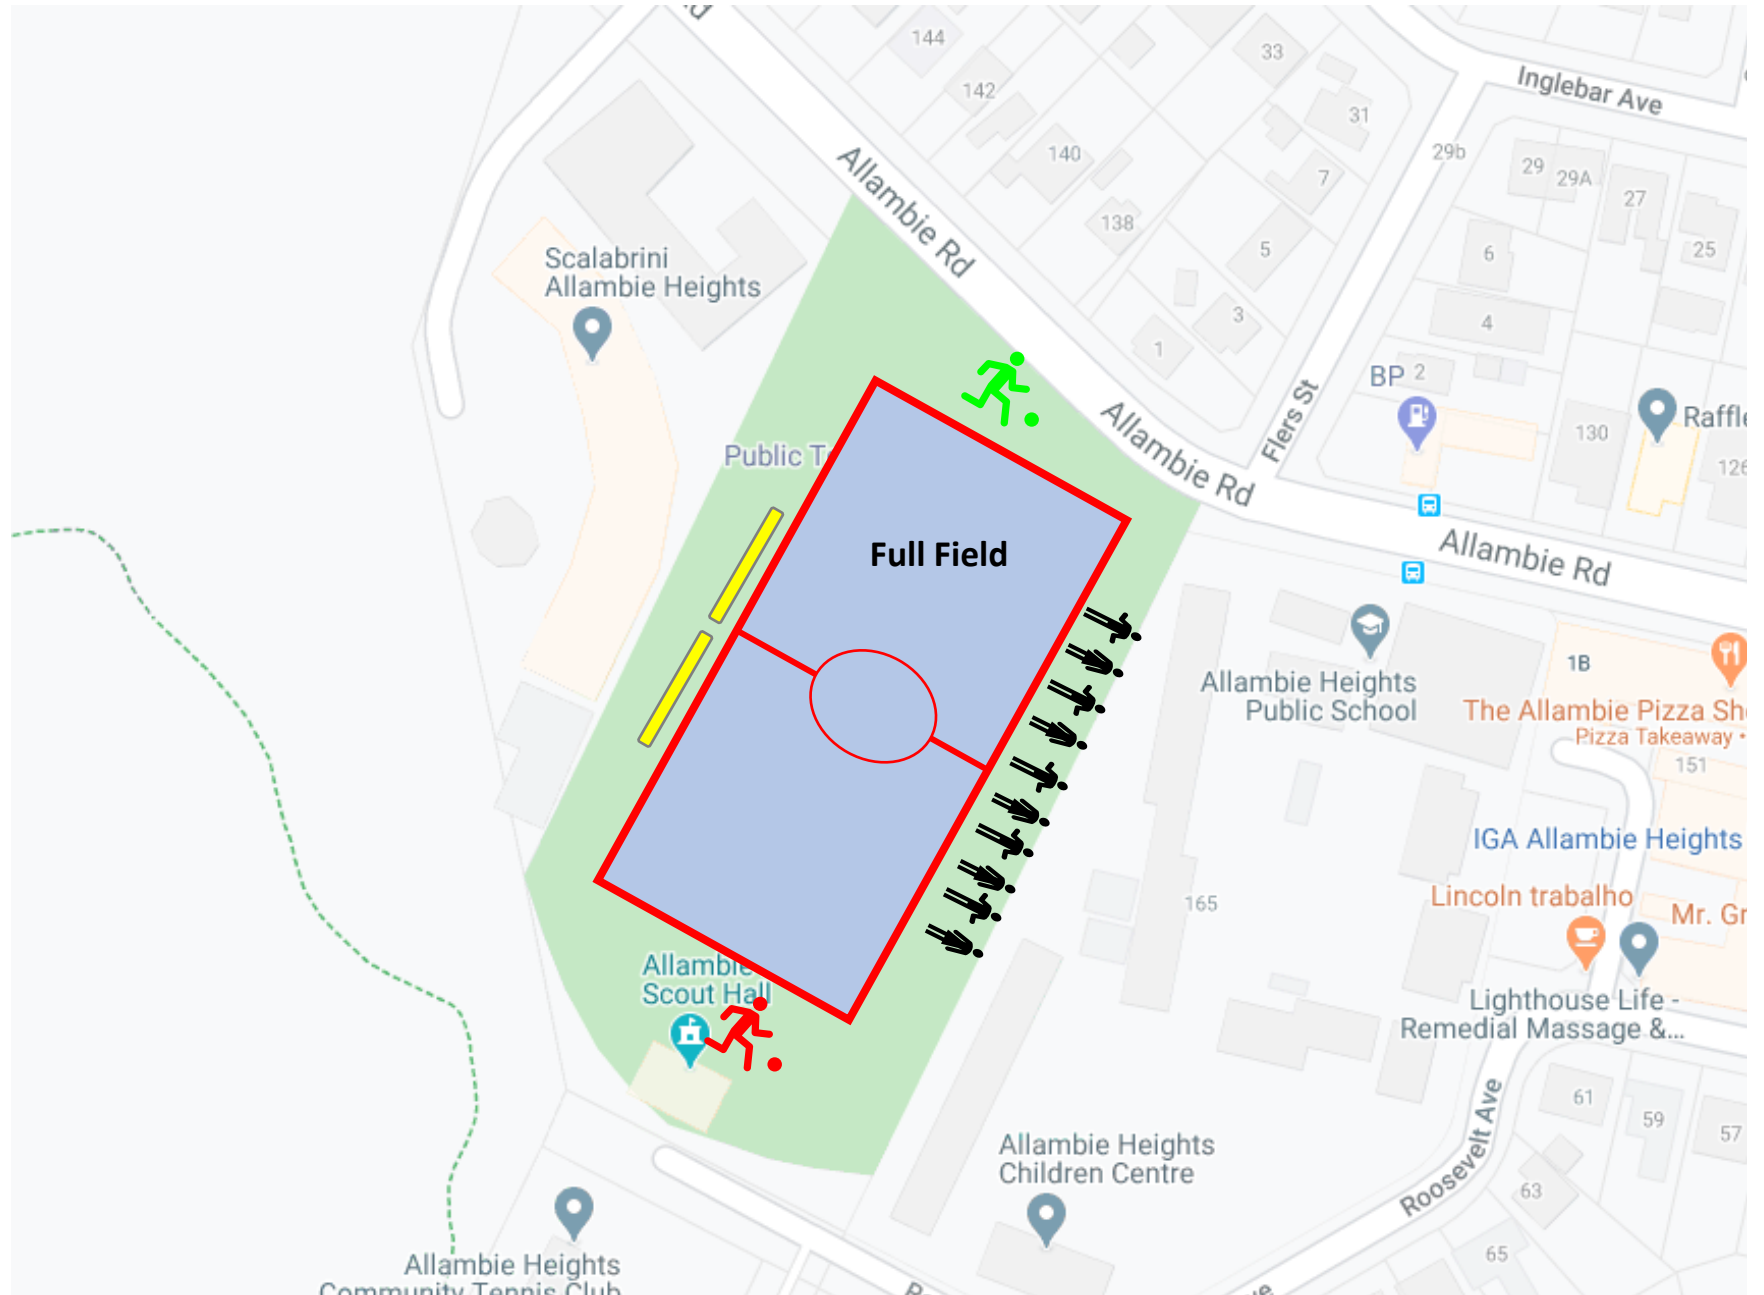 144
142
33
Inglebar Ave
31
29b
140
7
29
29A
27
Allambie Rd
138
5
6
25
Scalabrini
Allambie Heights
3
4
1
BP
2
Flers St
Raffle
130
126
Allambie Rd
Public T
Full Field
Allambie Rd
1B
Allambie Heights
Public School
The Allambie Pizza Sh
Pizza Takeaway •
151
IGA Allambie Heights
165
Lincoln trabalho
Mr. Gr
Allambie
Scout Hall
Lighthouse Life -
Remedial Massage &...
61
59
57
Roosevelt Ave
Allambie Heights
Children Centre
63
65
Allambie Heights
Community Tennis Club